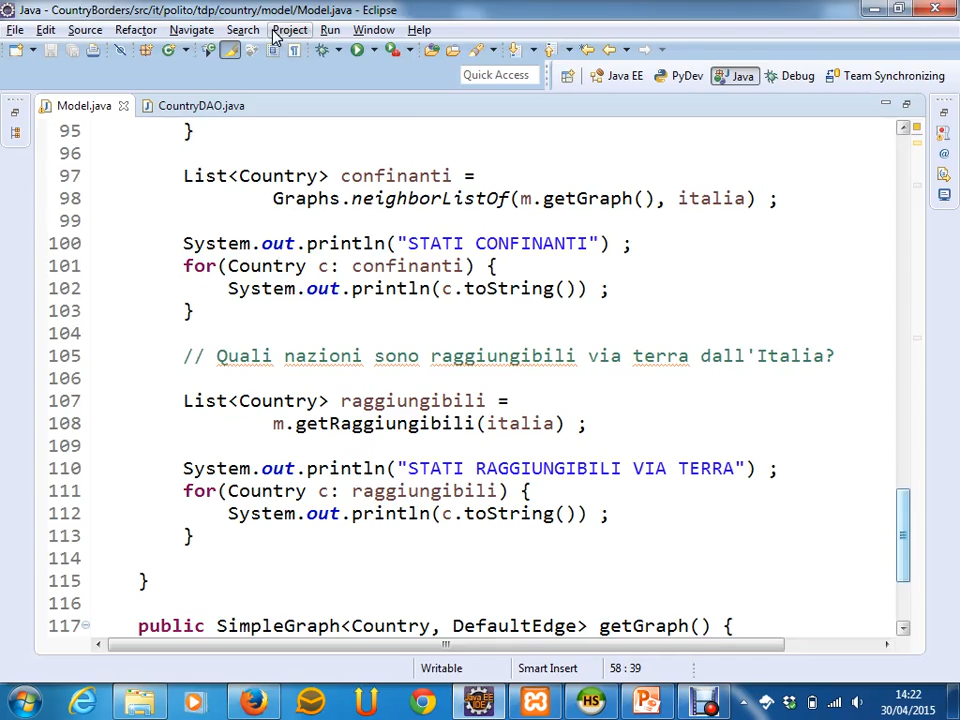 Java - CountryBorders/src/it/polito/tdp/country/model/Model.java - Eclipse
File Edit Source Refactor Navigate Search Project Run Window Help
Quick Access Java EE PyDev Java Debug Team Synchronizing
Model.java CountryDAO.java
95 }
96
97 List<Country> confinanti =
98 Graphs.neighborListOf(m.getGraph(), italia) ;
99
100 System.out.println("STATI CONFINANTI") ;
101 for(Country c: confinanti) {
102 System.out.println(c.toString()) ;
103 }
104
105 // Quali nazioni sono raggiungibili via terra dall'Italia?
106
107 List<Country> raggiungibili =
108 m.getRaggiungibili(italia) ;
109
110 System.out.println("STATI RAGGIUNGIBILI VIA TERRA") ;
111 for(Country c: raggiungibili) {
112 System.out.println(c.toString()) ;
113 }
114
115 }
116
117 public SimpleGraph<Country, DefaultEdge> getGraph() {
Writable Smart Insert 58 : 39
14:22
30/04/2015